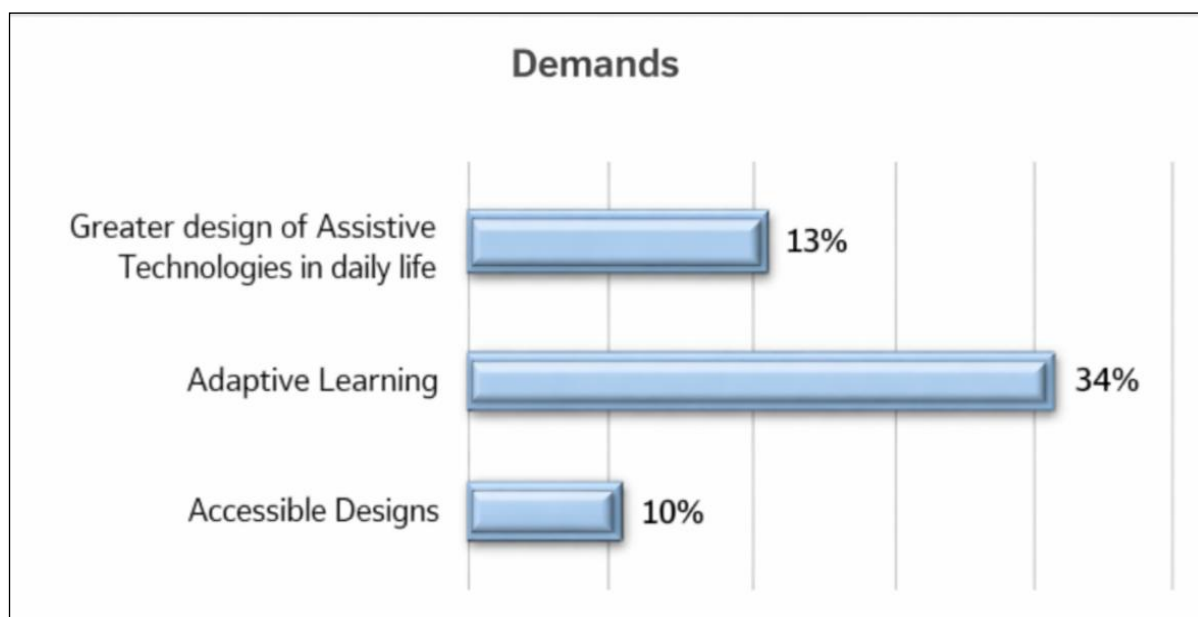 Demands
Greater design of Assistive
Technologies in daily life
13%
Adaptive Learning
34%
Accessible Designs
10%